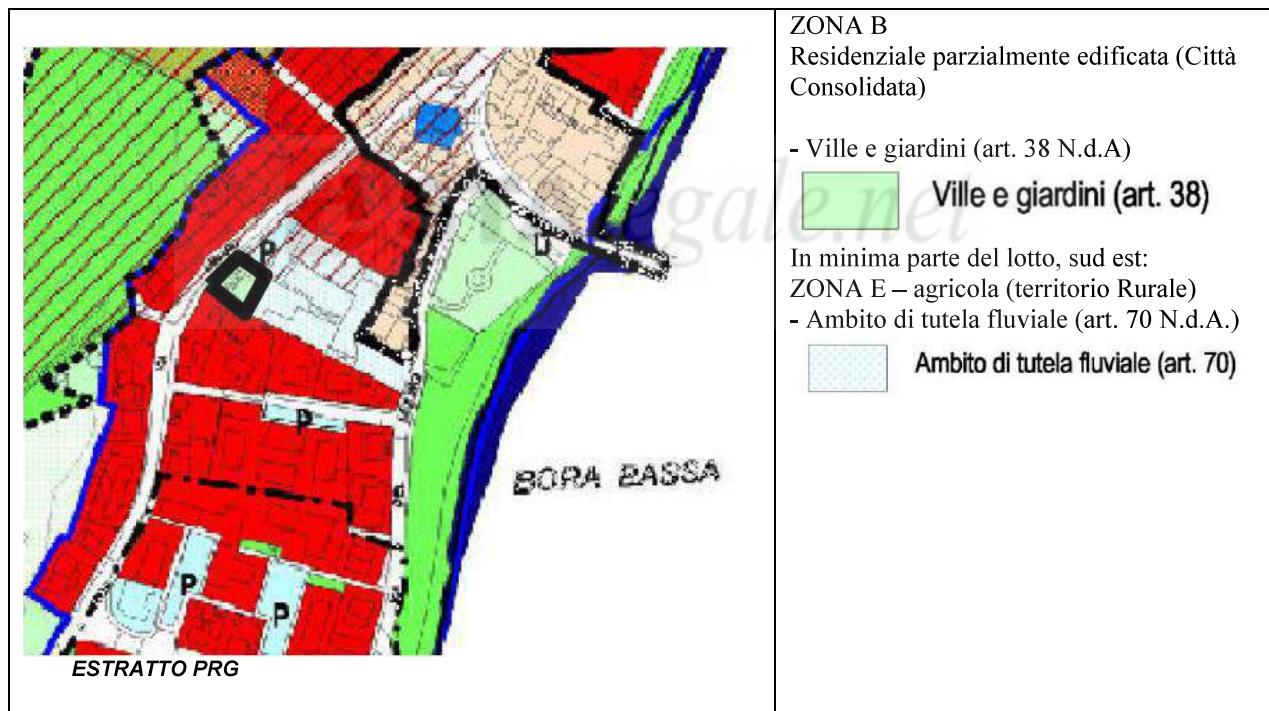 P
P
BORA BASSA
P
P
ESTRATTO PRG
ZONA B
Residenziale parzialmente edificata (Città
Consolidata)
- Ville e giardini (art. 38 N.d.A)
Ville e giardini (art. 38)
In minima parte del lotto, sud est:
ZONA E – agricola (territorio Rurale)
- Ambito di tutela fluviale (art. 70 N.d.A.)
Ambito di tutela fluviale (art. 70)